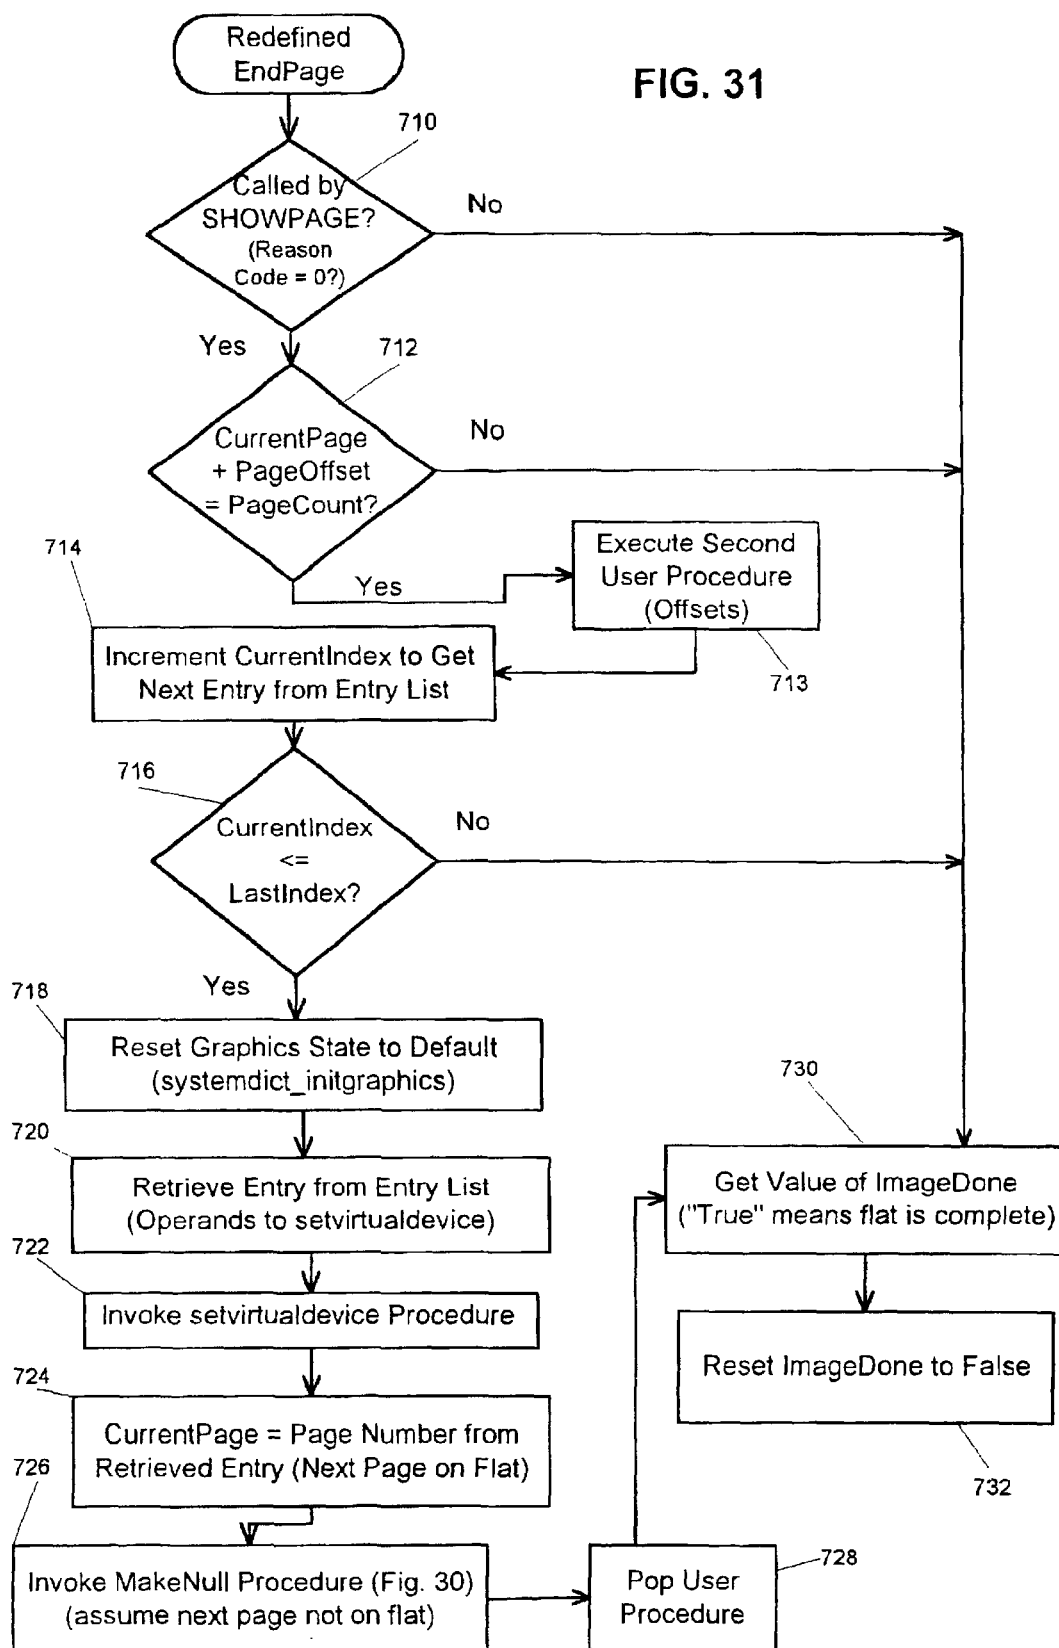 Redefined
EndPage
FIG. 31
710
Called by
SHOWPAGE?
(Reason
Code = 0?)
No
Yes
712
CurrentPage
+ PageOffset
= PageCount?
No
Yes
Execute Second
User Procedure
(Offsets)
713
714
Increment CurrentIndex to Get
Next Entry from Entry List
716
CurrentIndex
<=
LastIndex?
No
Yes
718
Reset Graphics State to Default
(systemdict_initgraphics)
720
Retrieve Entry from Entry List
(Operands to setvirtualdevice)
722
Invoke setvirtualdevice Procedure
724
CurrentPage = Page Number from
Retrieved Entry (Next Page on Flat)
726
Invoke MakeNull Procedure (Fig. 30)
(assume next page not on flat)
728
Pop User
Procedure
730
Get Value of ImageDone
("True" means flat is complete)
Reset ImageDone to False
732